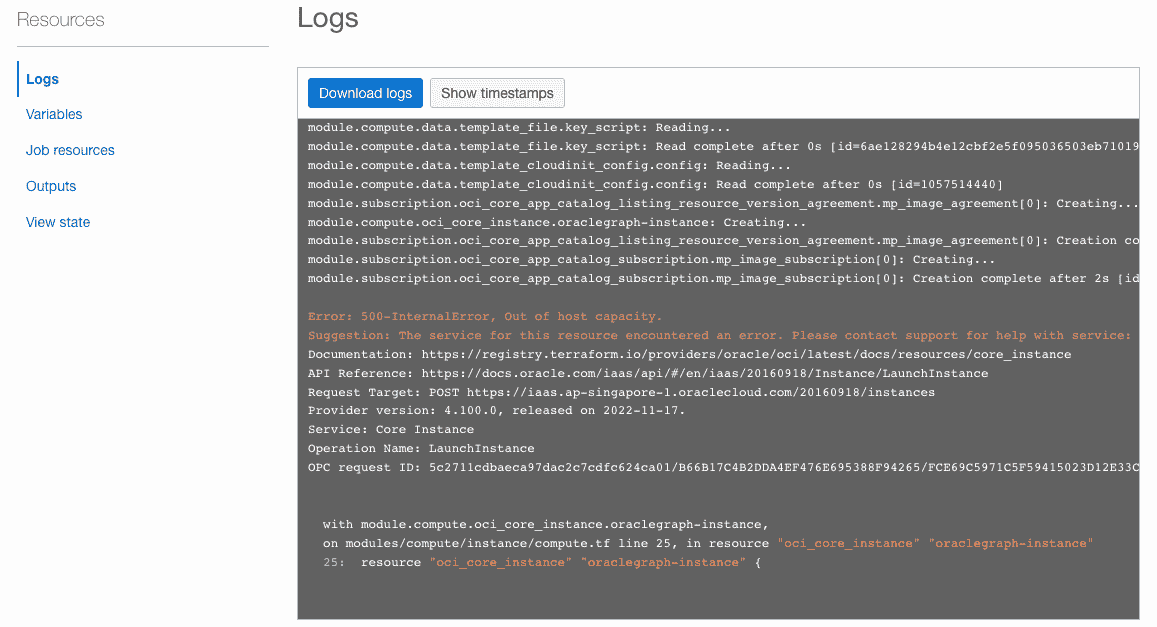 Resources
Logs
Variables
Job resources
Outputs
View state
Logs
Download logs
Show timestamps
module.compute.data.template_file.key_script: Reading...
module.compute.data.template_file.key_script: Read complete after 0s [id=6ae128294b4e12cbf2e5f095036503eb71019
module.compute.data.template_cloudinit_config.config: Reading...
module.compute.data.template_cloudinit_config.config: Read complete after 0s [id=1057514440]
module.subscription.oci_core_app_catalog_listing_resource_version_agreement.mp_image_agreement[0]: Creating...
module.compute.oci_core_instance.oraclegraph-instance: Creating...
module.subscription.oci_core_app_catalog_listing_resource_version_agreement.mp_image_agreement[0]: Creation co
module.subscription.oci_core_app_catalog_subscription.mp_image_subscription[0]: Creating...
module.subscription.oci_core_app_catalog_subscription.mp_image_subscription[0]: Creation complete after 2s [id
Error: 500-InternalError, Out of host capacity.
Suggestion: The service for this resource encountered an error. Please contact support for help with service:
Documentation: https://registry.terraform.io/providers/oracle/oci/latest/docs/resources/core_instance
API Reference: https://docs.oracle.com/iaas/api/#/en/iaas/20160918/Instance/LaunchInstance
Request Target: POST https://iaas.ap-singapore-1.oraclecloud.com/20160918/instances
Provider version: 4.100.0, released on 2022-11-17.
Service: Core Instance
Operation Name: LaunchInstance
OPC request ID: 5c2711cdbaeca97dac2c7cdfc624ca01/B66B17C4B2DDA4EF476E695388F94265/FCE69C5971C5F59415023D12E33C
with module.compute.oci_core_instance.oraclegraph-instance,
on modules/compute/instance/compute.tf line 25, in resource "oci_core_instance" "oraclegraph-instance"
25: resource "oci_core_instance" "oraclegraph-instance" {